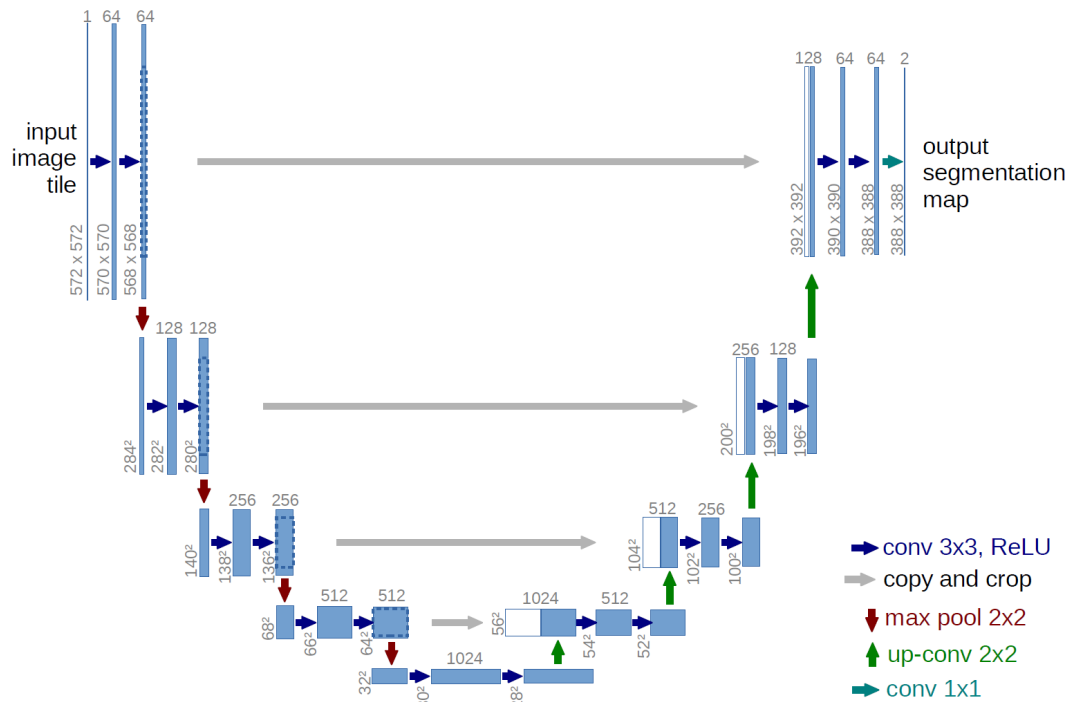 1 64 64
128 64 64 2
input
image
tile
output
segmentation
map
572 x 572
570 x 570
568 x 568
392 x 392
390 x 390
388 x 388
388 x 388
128 128
256 128
284²
282²
280²
200²
198²
196²
256 256
512 256
140²
138²
136²
104²
102²
100²
conv 3x3, ReLU
copy and crop
max pool 2x2
up-conv 2x2
conv 1x1
512 512
1024 512
68²
66²
64²
56²
54²
52²
1024
32²